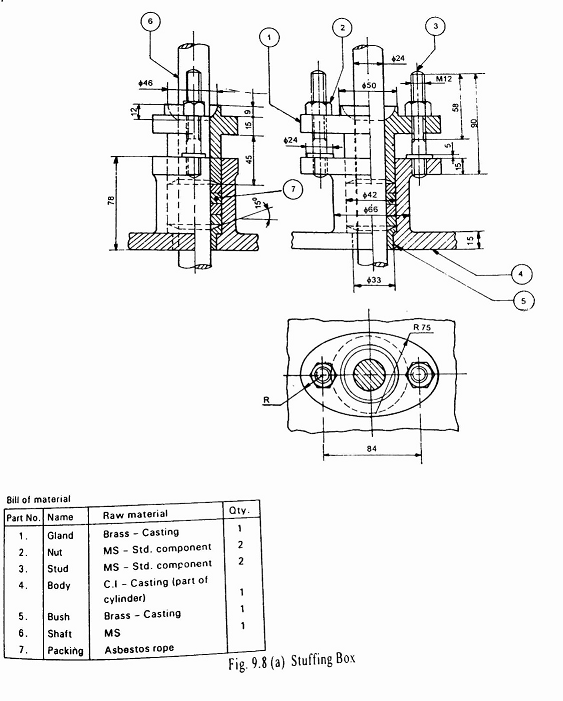 6
1
2
3
φ24
φ46
φ50
M12
12
9
15
45
58
90
φ24
5
15
78
7
15°
φ42
φ66
15
4
φ33
5
R 75
R
84
Bill of material
Part No. Name Raw material Qty.
1. Gland Brass – Casting 1
2. Nut MS – Std. component 2
3. Stud MS – Std. component 2
4. Body C.I – Casting (part of
cylinder) 1
5. Bush Brass – Casting 1
6. Shaft MS 1
7. Packing Asbestos rope
Fig. 9.8 (a) Stuffing Box